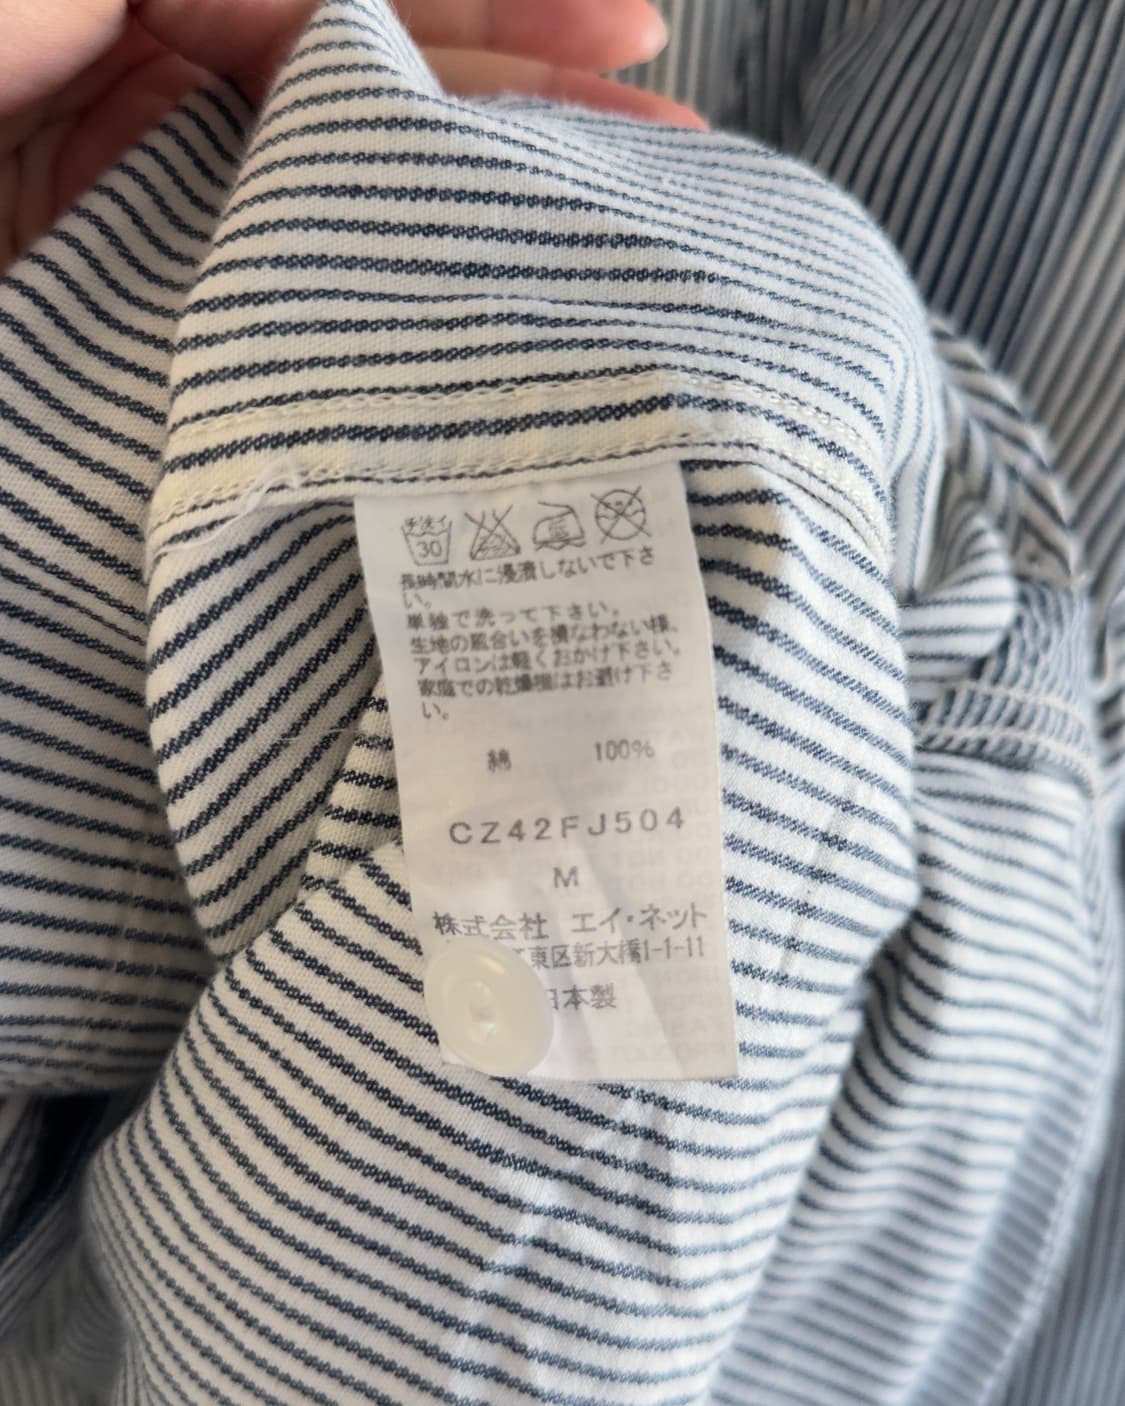 手洗イ
30
長時間水に浸漬しないで下さ
い。
単独で洗って下さい。
生地の風合いを損なわない様、
アイロンは軽くおかけ下さい。
家庭での乾燥機はお避け下さ
い。
綿 100%
CZ42FJ504
M
株式会社 エイ・ネット
東区新大橋1-1-11
日本製